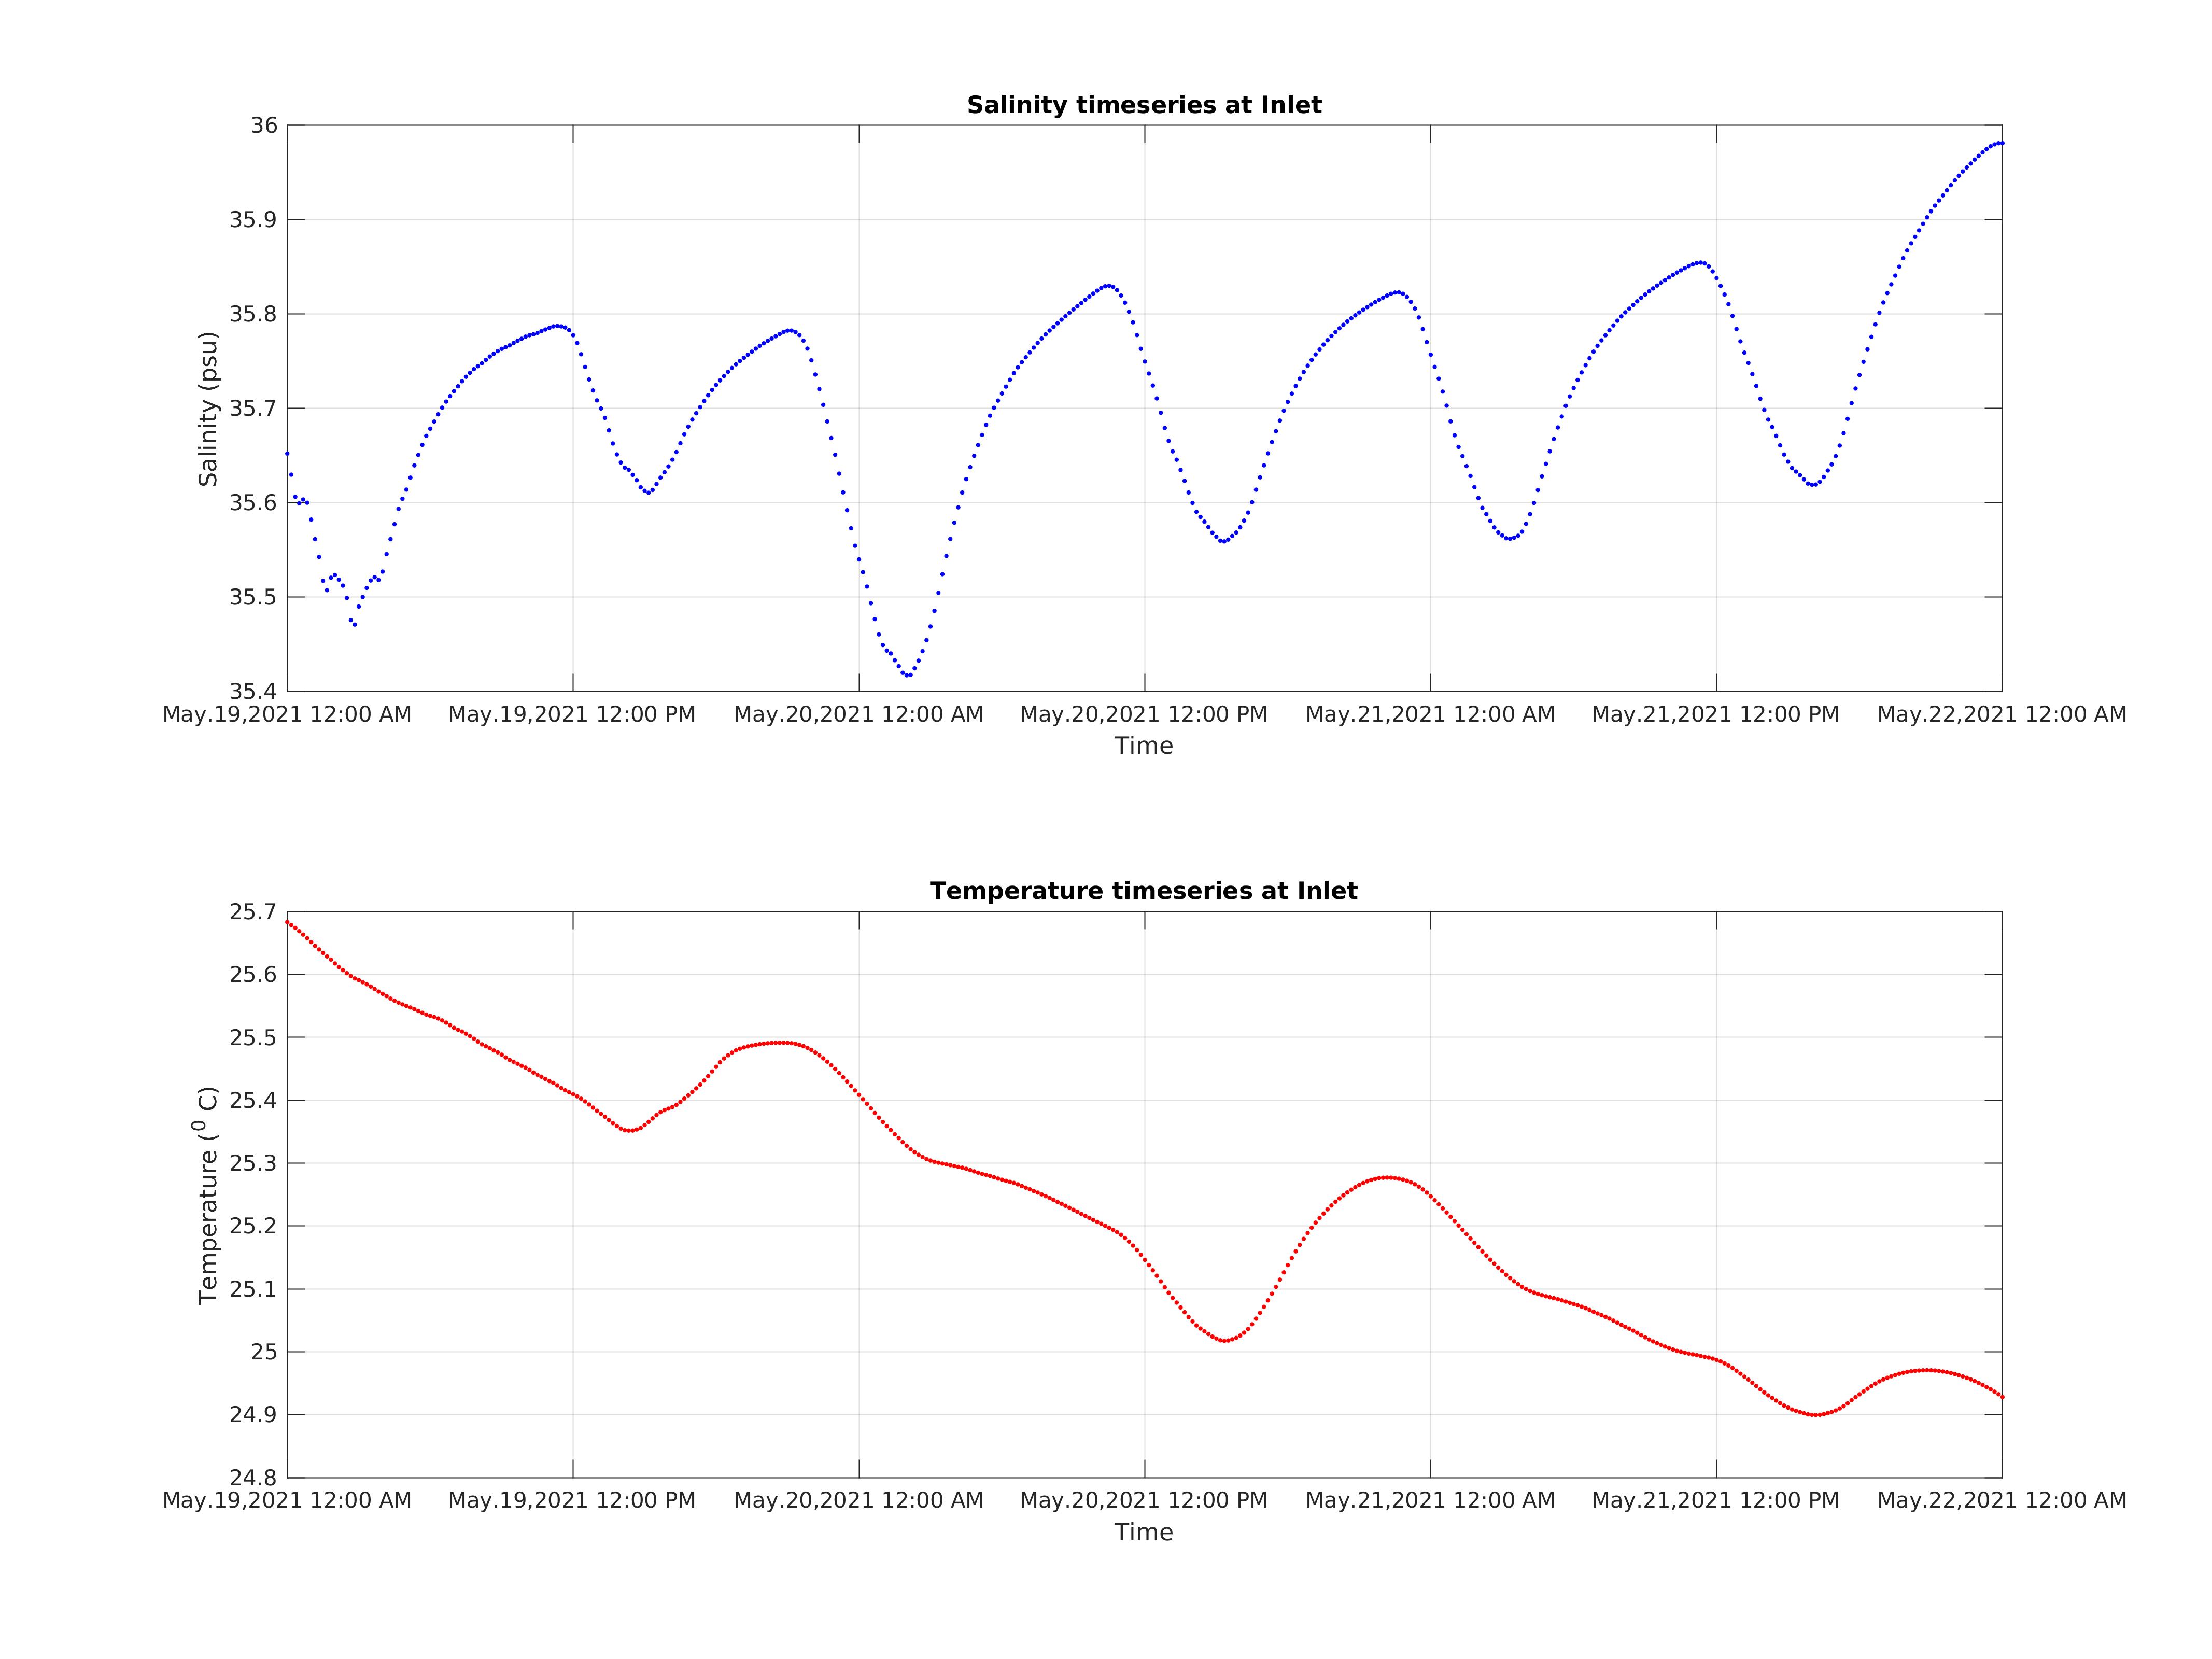 Salinity timeseries at Inlet
36
35.9
35.8
35.7
35.6
35.5
35.4
Salinity (psu)
May.19,2021 12:00 AM May.19,2021 12:00 PM May.20,2021 12:00 AM May.20,2021 12:00 PM May.21,2021 12:00 AM May.21,2021 12:00 PM May.22,2021 12:00 AM
Time
Temperature timeseries at Inlet
25.7
25.6
25.5
25.4
25.3
25.2
25.1
25
24.9
24.8
Temperature (⁰ C)
May.19,2021 12:00 AM May.19,2021 12:00 PM May.20,2021 12:00 AM May.20,2021 12:00 PM May.21,2021 12:00 AM May.21,2021 12:00 PM May.22,2021 12:00 AM
Time